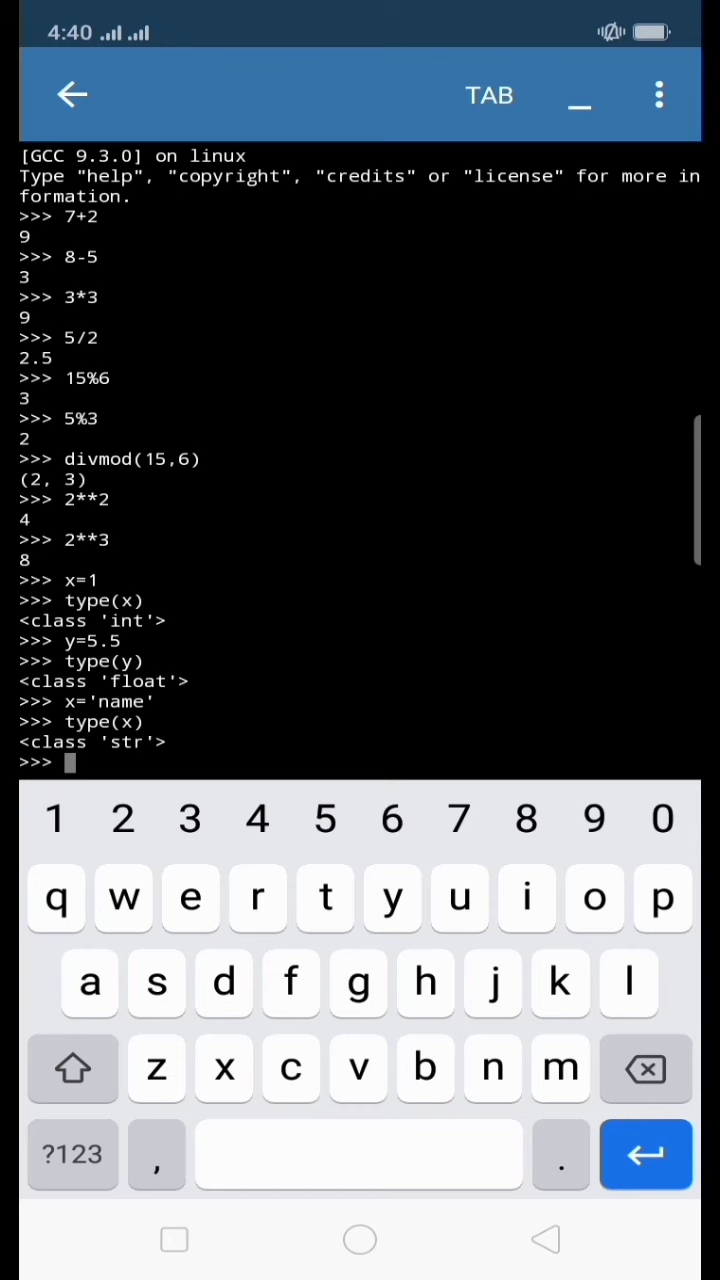 4:40
TAB
[GCC 9.3.0] on linux
Type "help", "copyright", "credits" or "license" for more in
formation.
>>> 7+2
9
>>> 8-5
3
>>> 3*3
9
>>> 5/2
2.5
>>> 15%6
3
>>> 5%3
2
>>> divmod(15,6)
(2, 3)
>>> 2**2
4
>>> 2**3
8
>>> x=1
>>> type(x)
<class 'int'>
>>> y=5.5
>>> type(y)
<class 'float'>
>>> x='name'
>>> type(x)
<class 'str'>
>>>
1 2 3 4 5 6 7 8 9 0
q w e r t y u i o p
a s d f g h j k l
z x c v b n m
?123 , .